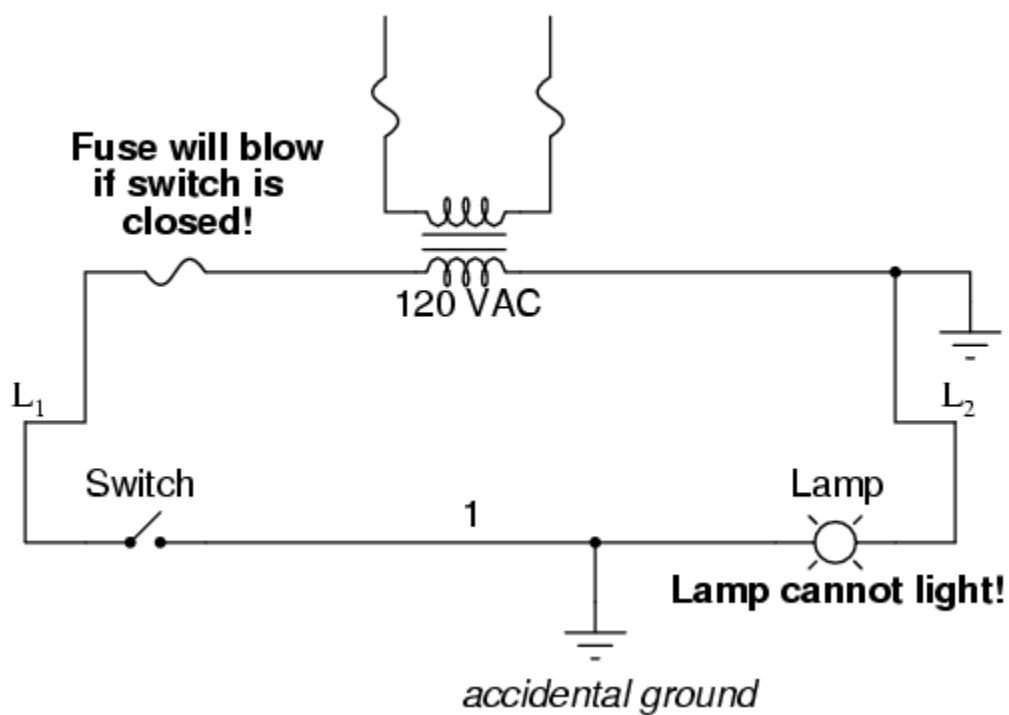 Fuse will blow
if switch is
closed!
120 VAC
L1
L2
Switch
1
Lamp
Lamp cannot light!
accidental ground